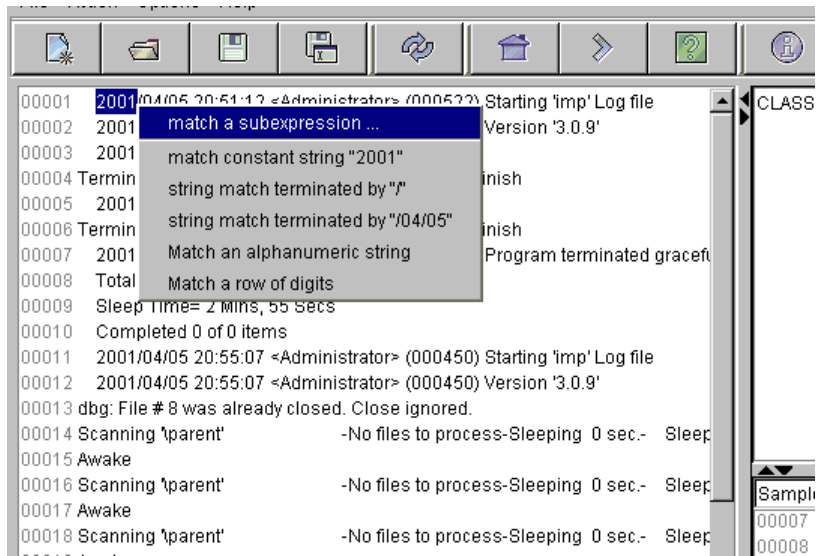 File Action Options Help
00001 2001/04/05 20:51:12 <Administrator> (000522) Starting 'imp' Log file
00002 2001 Version '3.0.9'
00003 2001
00004 Termin inish
00005 2001
00006 Termin inish
00007 2001 Program terminated gracefu
00008 Total
00009 Sleep Time= 2 Mins, 55 Secs
00010 Completed 0 of 0 items
00011 2001/04/05 20:55:07 <Administrator> (000450) Starting 'imp' Log file
00012 2001/04/05 20:55:07 <Administrator> (000450) Version '3.0.9'
00013 dbg: File # 8 was already closed. Close ignored.
00014 Scanning '\parent' -No files to process-Sleeping 0 sec.- Sleep
00015 Awake
00016 Scanning '\parent' -No files to process-Sleeping 0 sec.- Sleep
00017 Awake
00018 Scanning '\parent' -No files to process-Sleeping 0 sec.- Sleep
match a subexpression ...
match constant string "2001"
string match terminated by "/"
string match terminated by "/04/05"
Match an alphanumeric string
Match a row of digits
CLASS
Sample
00007
00008